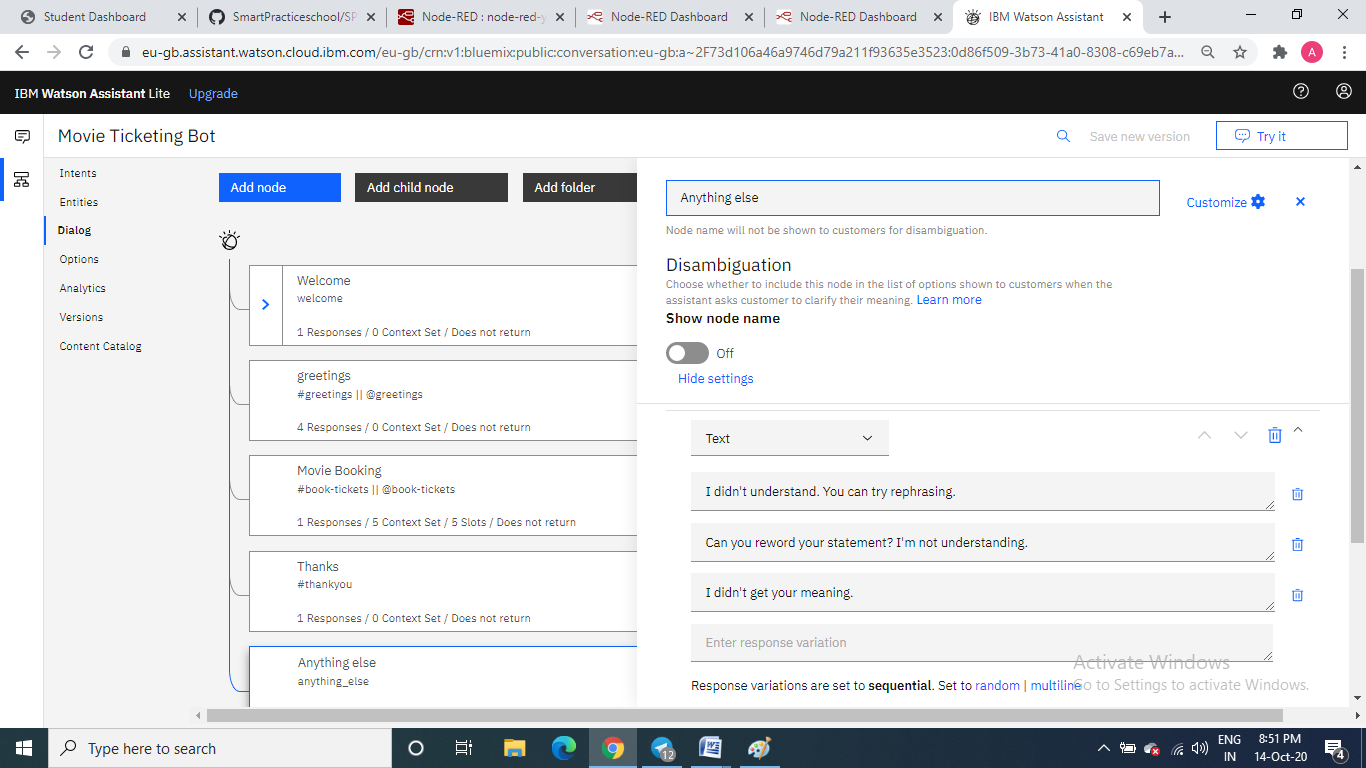 Student Dashboard
SmartPracticeschool/SP
Node-RED : node-red-y
Node-RED Dashboard
Node-RED Dashboard
IBM Watson Assistant
eu-gb.assistant.watson.cloud.ibm.com/eu-gb/crn:v1:bluemix:public:conversation:eu-gb:a~2F73d106a46a9746d79a211f93635e3523:0d86f509-3b73-41a0-8308-c69eb7a...
A
IBM Watson Assistant Lite
Upgrade
Movie Ticketing Bot
Save new version
Try it
Intents
Entities
Dialog
Options
Analytics
Versions
Content Catalog
Add node
Add child node
Add folder
Welcome
welcome
1 Responses / 0 Context Set / Does not return
greetings
#greetings || @greetings
4 Responses / 0 Context Set / Does not return
Movie Booking
#book-tickets || @book-tickets
1 Responses / 5 Context Set / 5 Slots / Does not return
Thanks
#thankyou
1 Responses / 0 Context Set / Does not return
Anything else
anything_else
Anything else
Customize
Node name will not be shown to customers for disambiguation.
Disambiguation
Choose whether to include this node in the list of options shown to customers when the
assistant asks customer to clarify their meaning. Learn more
Show node name
Off
Hide settings
Text
I didn't understand. You can try rephrasing.
Can you reword your statement? I'm not understanding.
I didn't get your meaning.
Enter response variation
Response variations are set to sequential. Set to random | multiline
Activate Windows
Go to Settings to activate Windows.
Type here to search
12
ENG
IN
8:51 PM
14-Oct-20
4